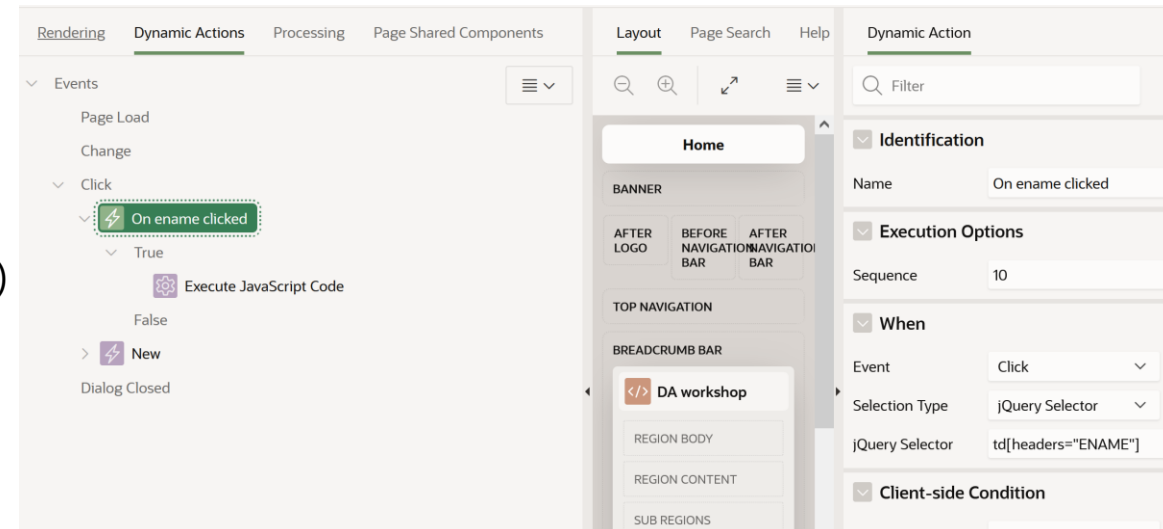 Rendering Dynamic Actions Processing Page Shared Components
Events
Page Load
Change
Click
On ename clicked
True
Execute JavaScript Code
False
New
Dialog Closed
)
Layout Page Search Help
Home
BANNER
AFTER LOGO
BEFORE NAVIGATION BAR
AFTER NAVIGATIO BAR
TOP NAVIGATION
BREADCRUMB BAR
</> DA workshop
REGION BODY
REGION CONTENT
SUB REGIONS
Dynamic Action
Filter
Identification
Name On ename clicked
Execution Options
Sequence 10
When
Event Click
Selection Type jQuery Selector
jQuery Selector td[headers="ENAME"]
Client-side Condition